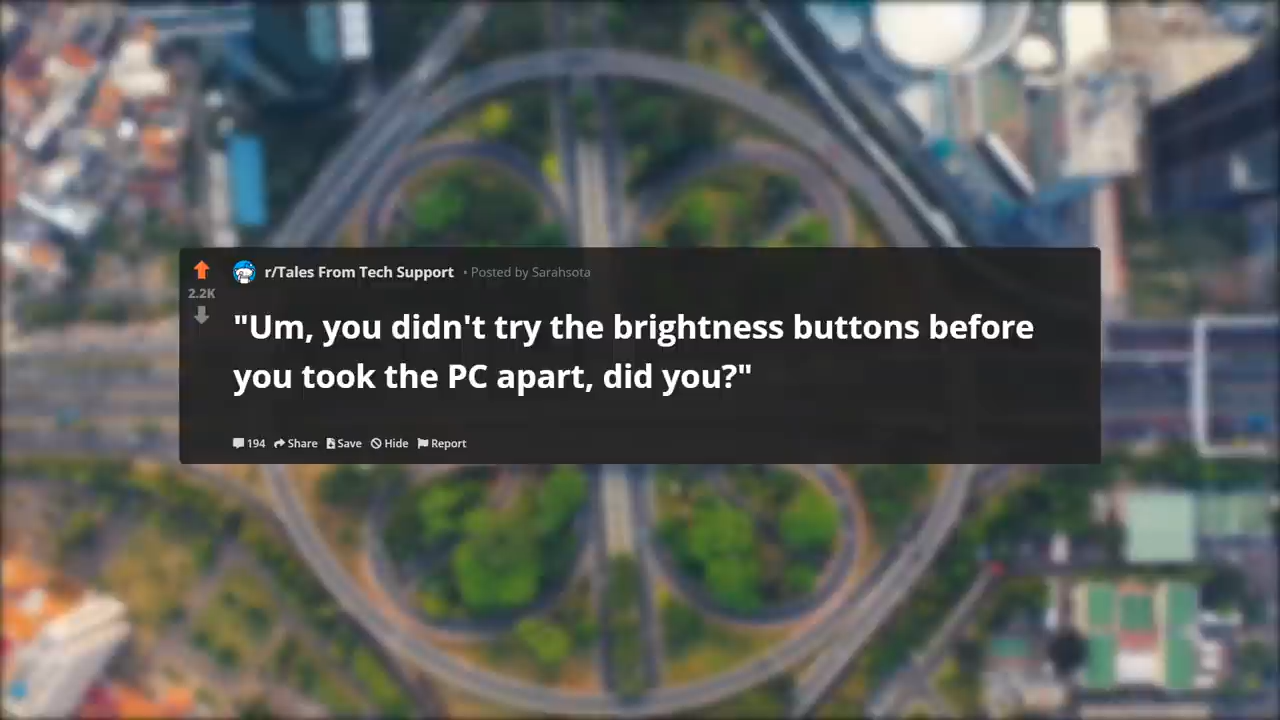 r/Tales From Tech Support • Posted by Sarahsota
2.2K
"Um, you didn't try the brightness buttons before
you took the PC apart, did you?"
194 Share Save Hide Report